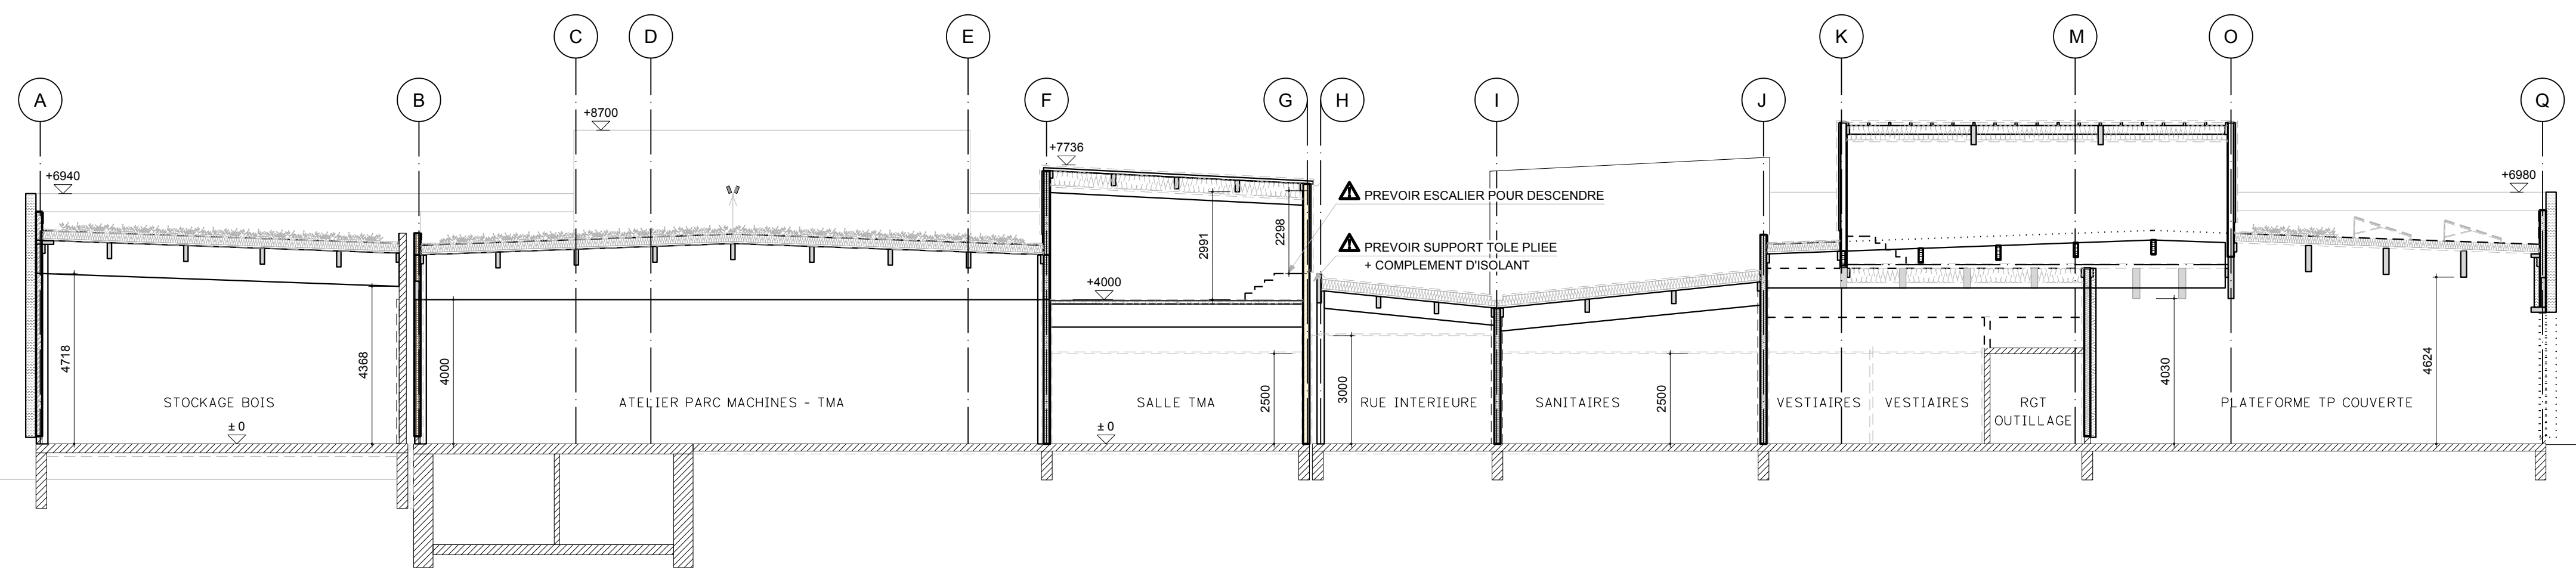 C
D
E
K
M
O
A
B
F
G
H
I
J
Q
+8700
+7736
+6940
+6980
PREVOIR ESCALIER POUR DESCENDRE
2298
2991
PREVOIR SUPPORT TOLE PLIEE
+ COMPLEMENT D'ISOLANT
+4000
4718
4368
4000
2500
3000
2500
4030
4624
STOCKAGE BOIS
ATELIER PARC MACHINES - TMA
SALLE TMA
RUE INTERIEURE
SANITAIRES
VESTIAIRES
VESTIAIRES
RGT
OUTILLAGE
PLATEFORME TP COUVERTE
± 0
± 0